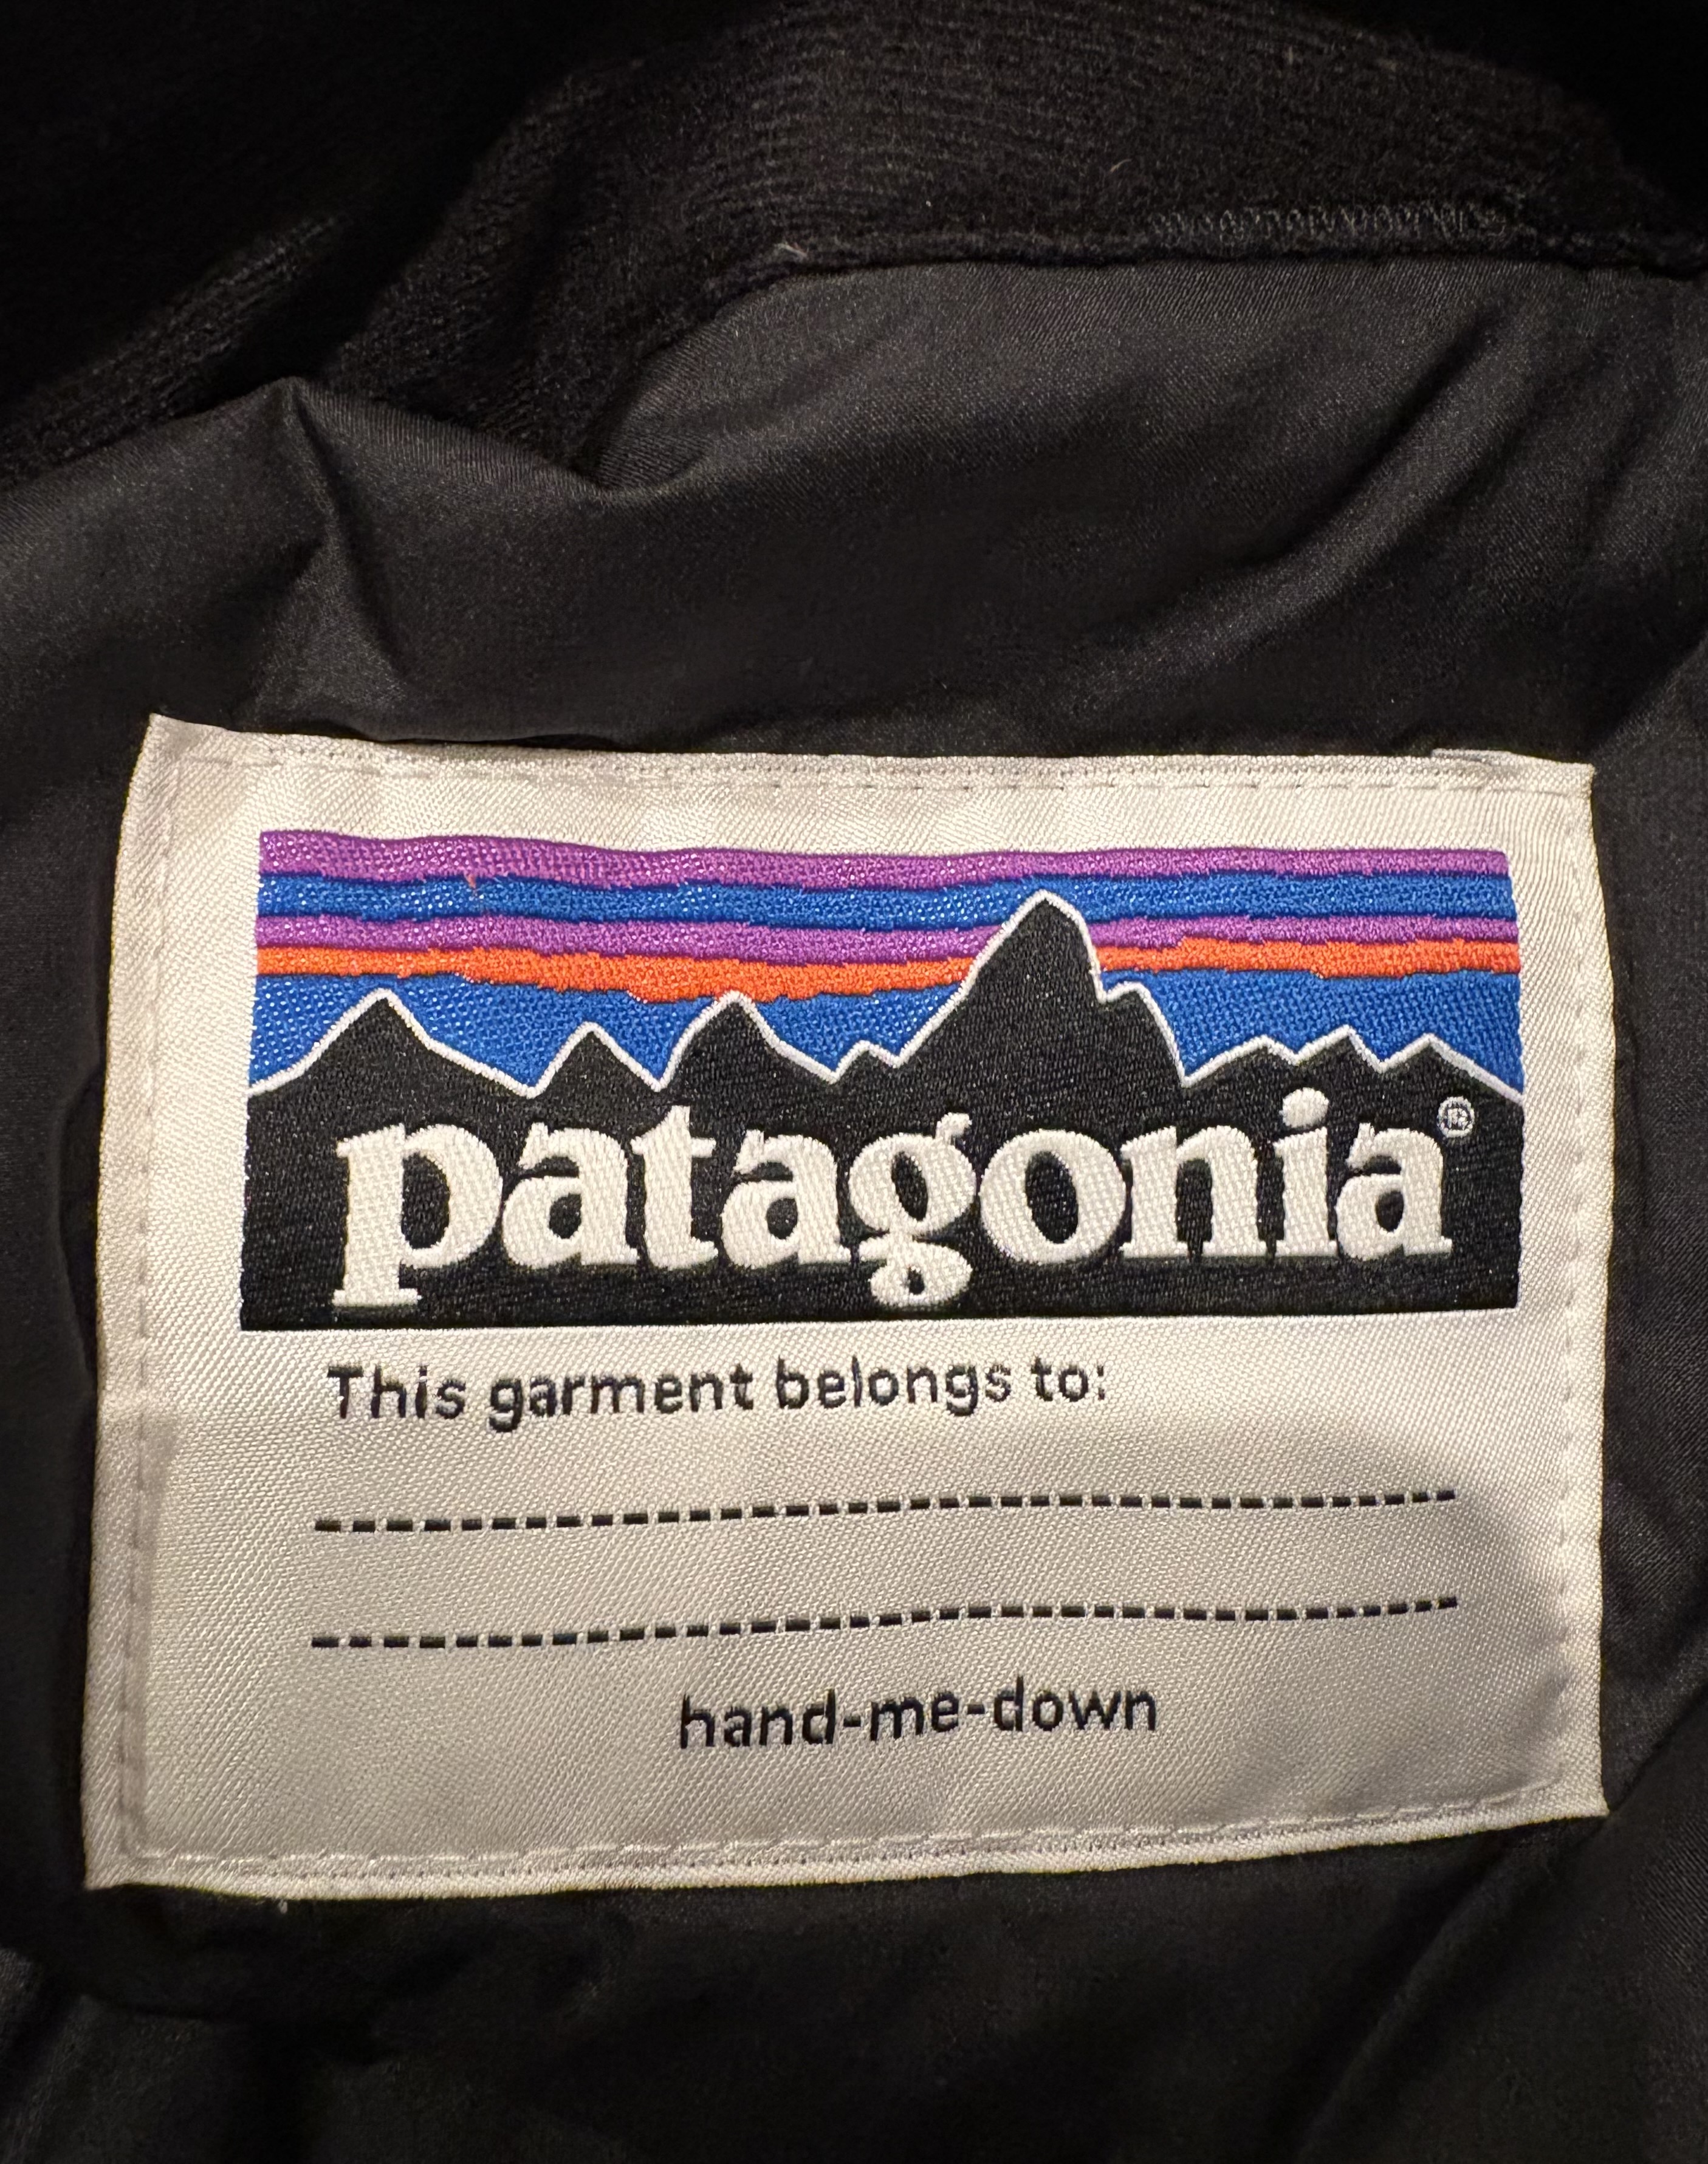 patagonia®
This garment belongs to:
hand-me-down